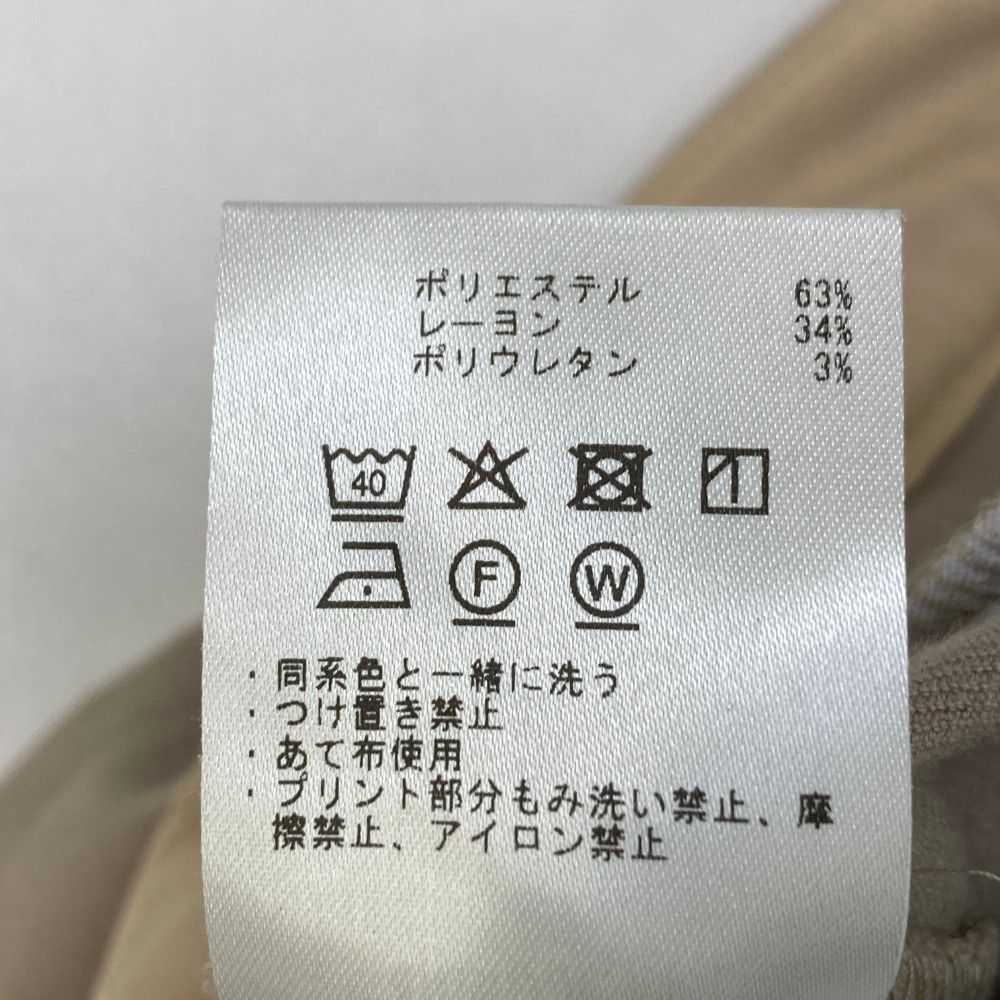 ポリエステル 63%
レーヨン 34%
ポリウレタン 3%
40
F W
・同系色と一緒に洗う
・つけ置き禁止
・あて布使用
・プリント部分もみ洗い禁止、摩
擦禁止、アイロン禁止